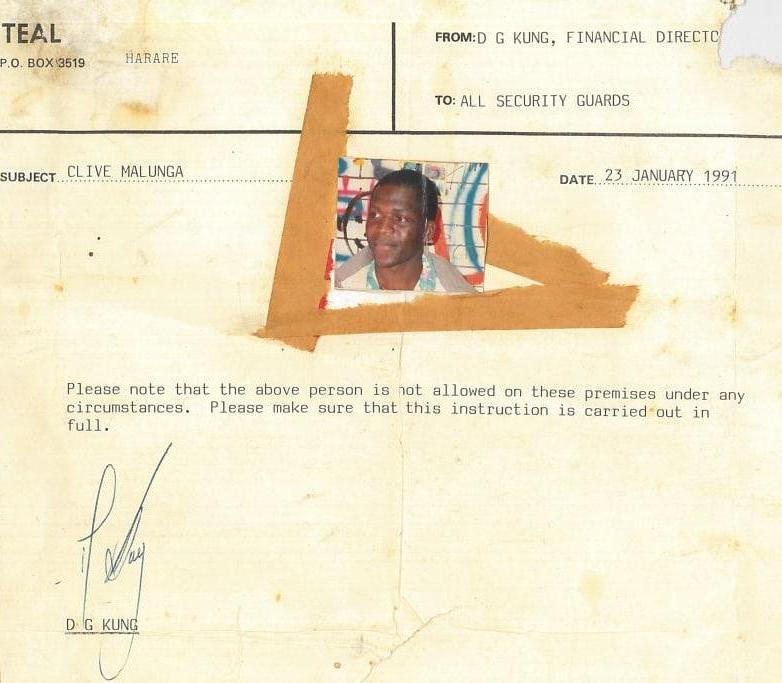 TEAL
P.O. BOX 3519 HARARE
FROM: D G KUNG, FINANCIAL DIRECTO
TO: ALL SECURITY GUARDS
SUBJECT CLIVE MALUNGA
DATE 23 JANUARY 1991
Please note that the above person is not allowed on these premises under any
circumstances. Please make sure that this instruction is carried out in
full.
D G KUNG